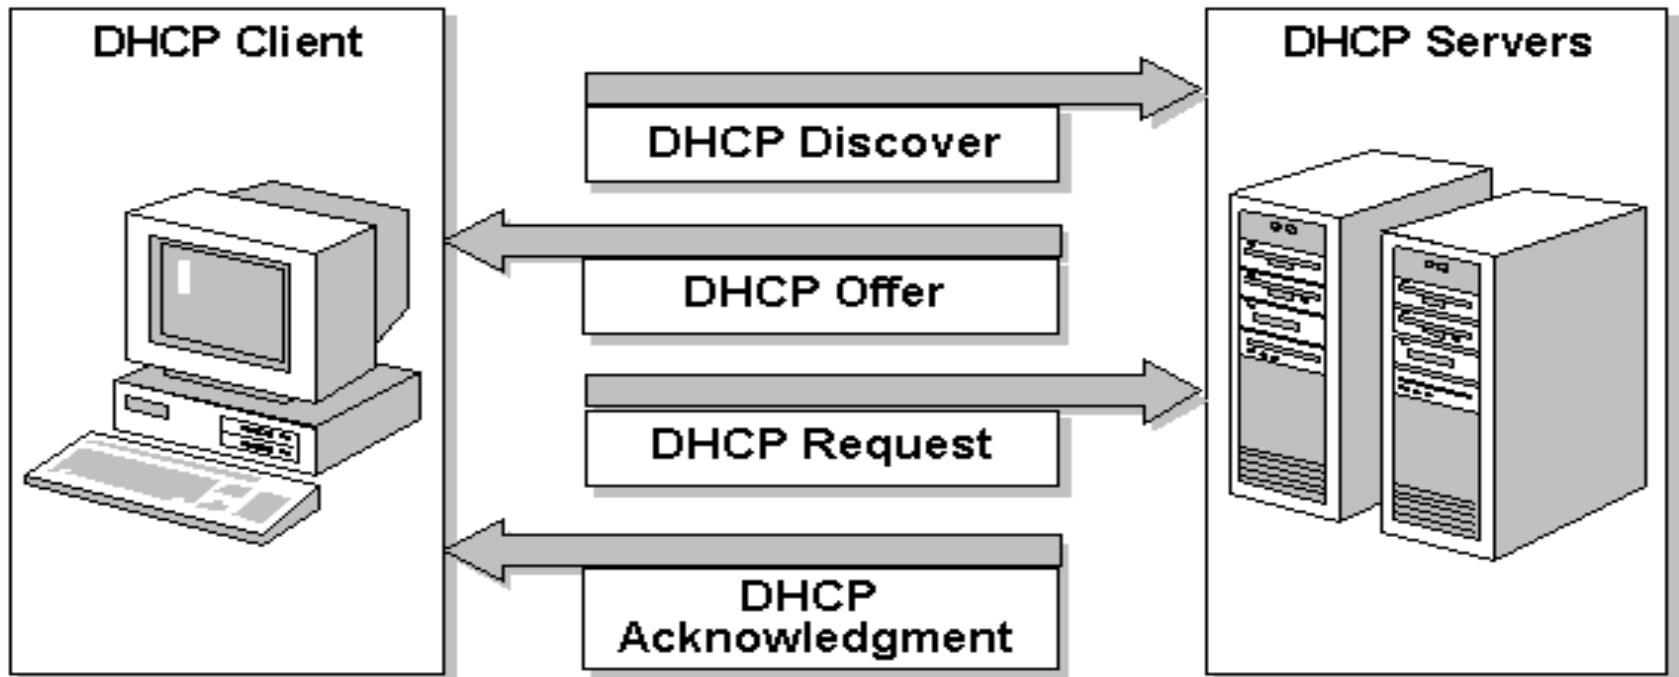 DHCP Client
DHCP Servers
DHCP Discover
DHCP Offer
DHCP Request
DHCP
Acknowledgment